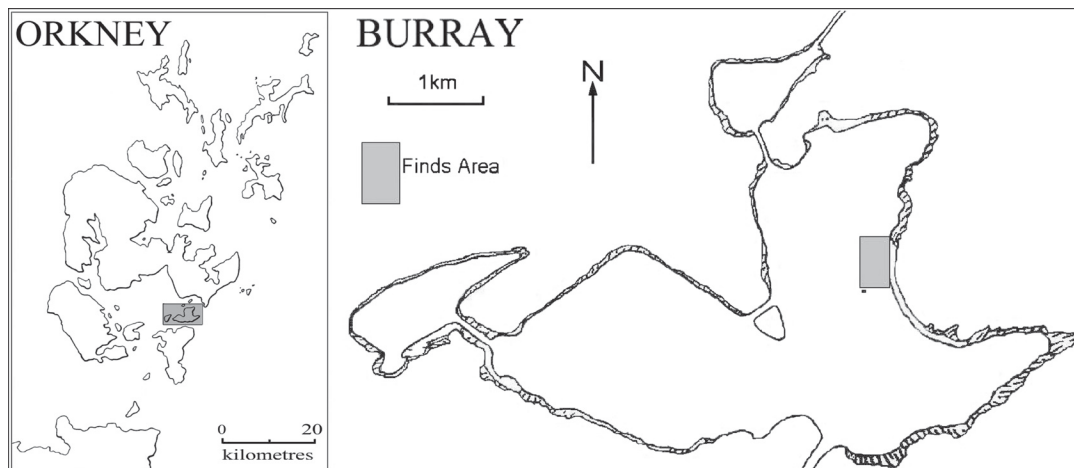 ORKNEY
0 20
kilometres
BURRAY
1km
N
Finds Area